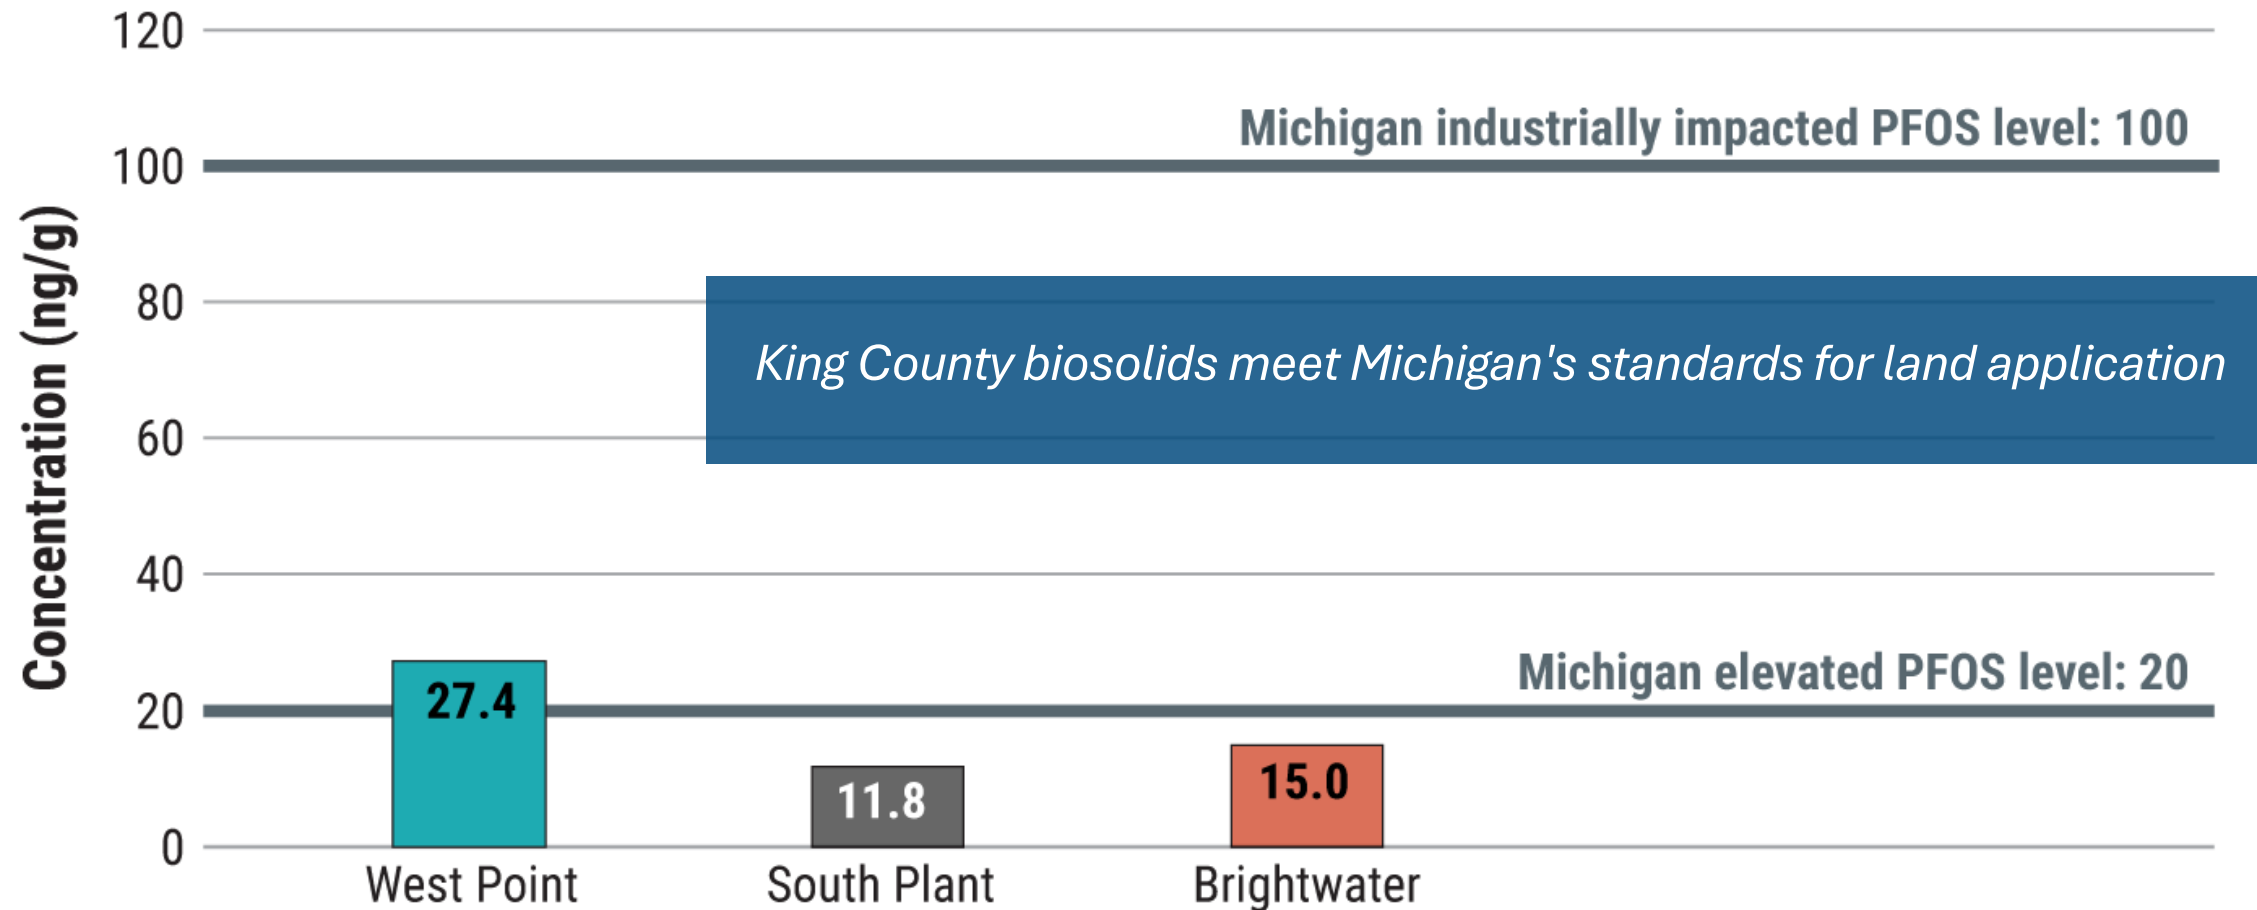 Concentration (ng/g)
120
100
80
60
40
20
0
Michigan industrially impacted PFOS level: 100
King County biosolids meet Michigan's standards for land application
Michigan elevated PFOS level: 20
27.4
11.8
15.0
West Point
South Plant
Brightwater